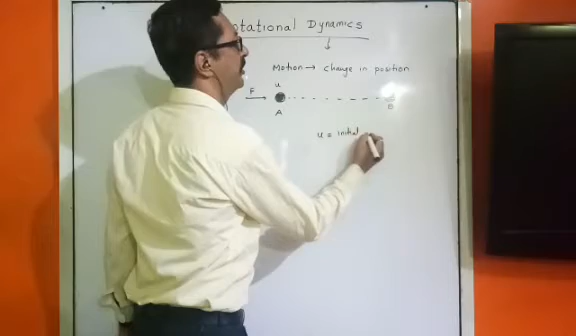 otational Dynamics
Motion → change in position
u
F
A
B
u = initial